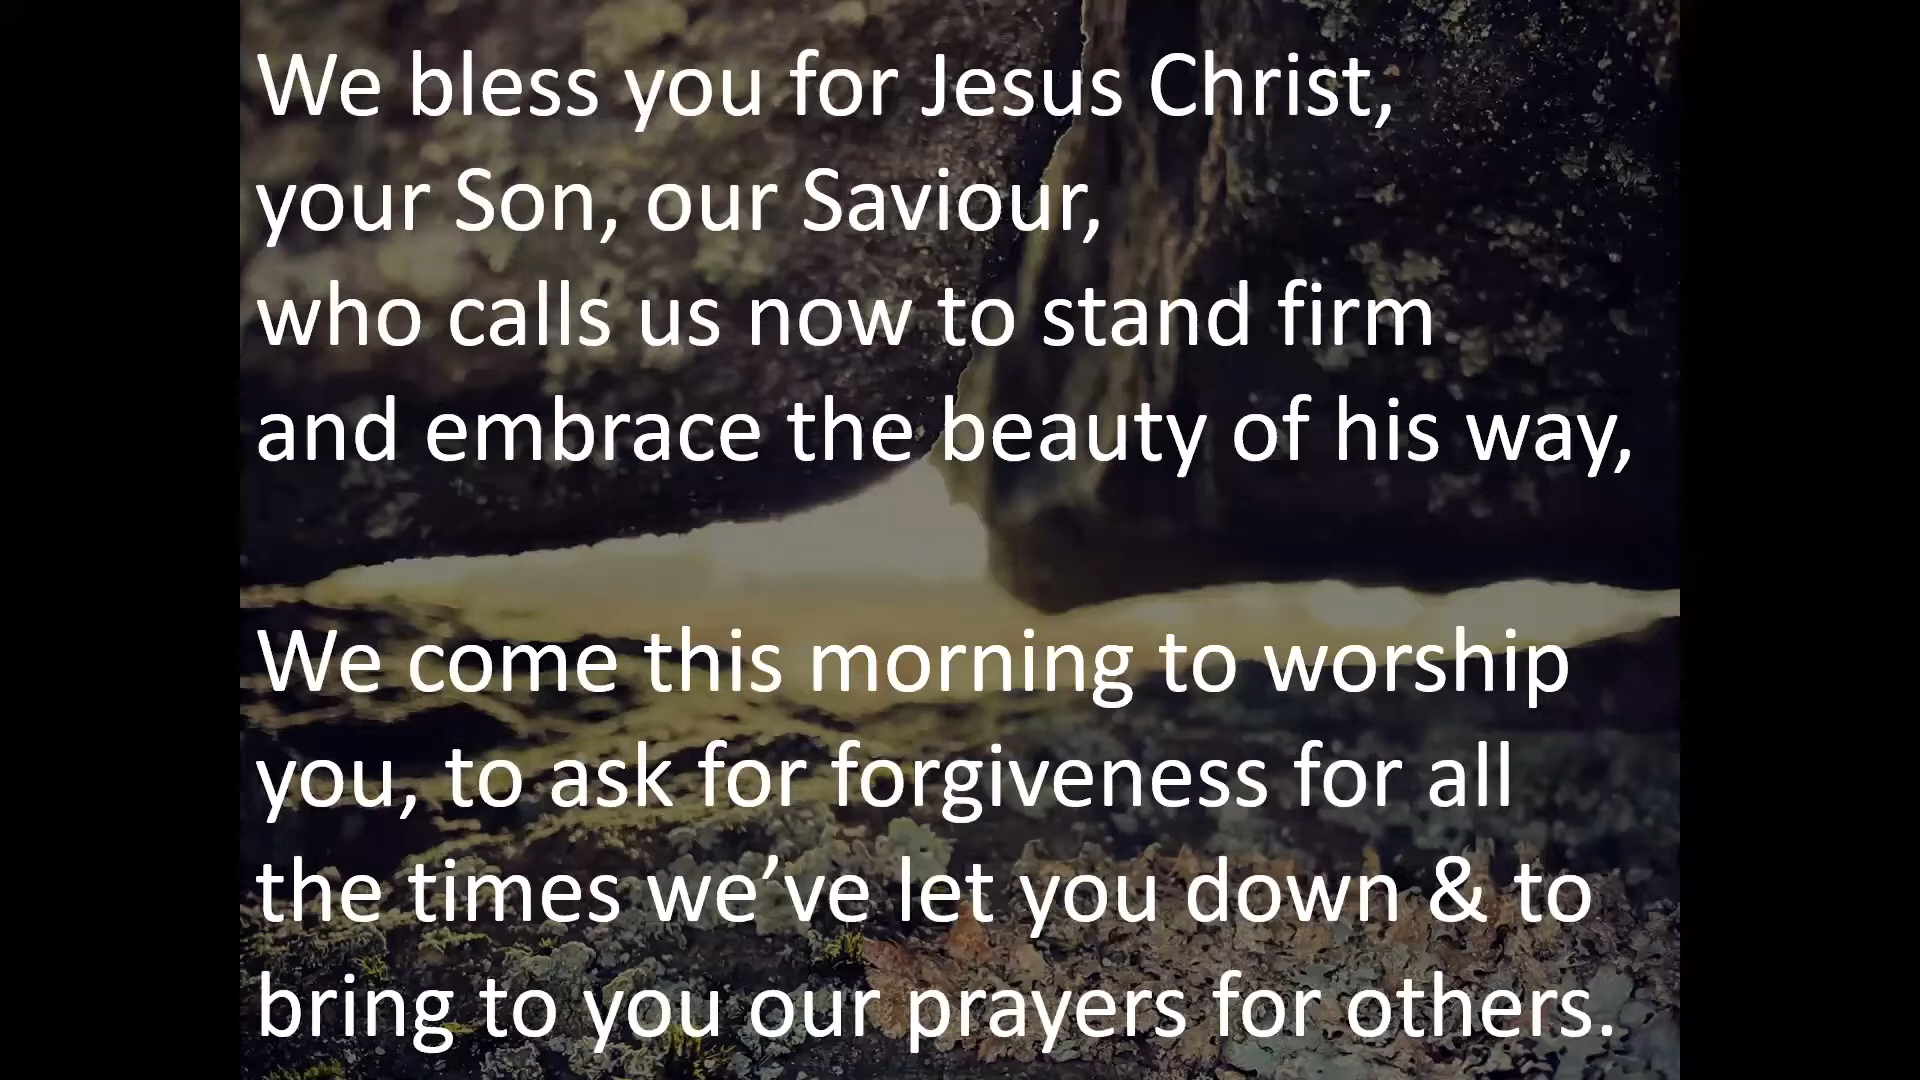 We bless you for Jesus Christ,
your Son, our Saviour,
who calls us now to stand firm
and embrace the beauty of his way,
We come this morning to worship
you, to ask for forgiveness for all
the times we’ve let you down & to
bring to you our prayers for others.